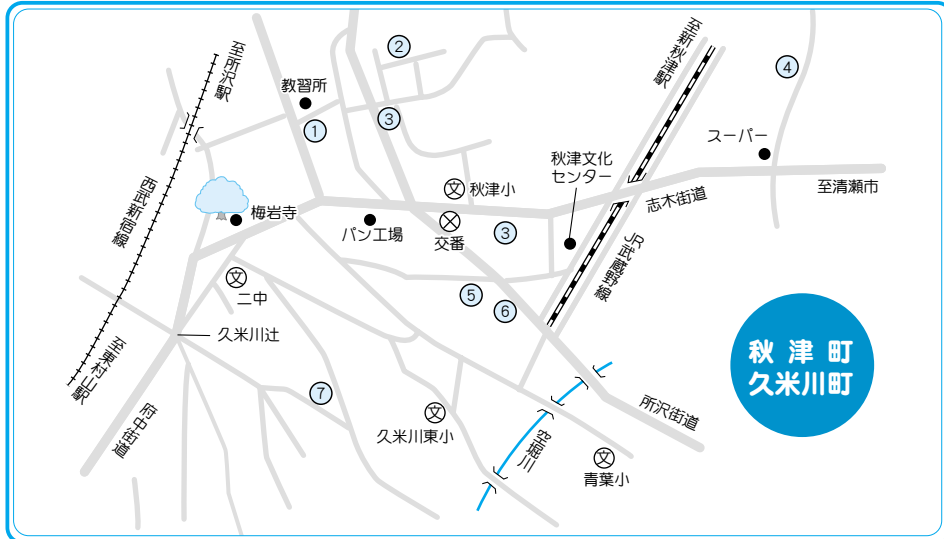 至所沢駅
教習所
①
②
③
至新秋津駅
④
スーパー
秋津文化
センター
文 秋津小
西武新宿線
梅岩寺
パン工場
交番
③
志木街道
至清瀬市
JR武蔵野線
文
二中
⑤
⑥
久米川辻
至東村山駅
秋津町
久米川町
府中街道
⑦
文
久米川東小
空堀川
所沢街道
文
青葉小